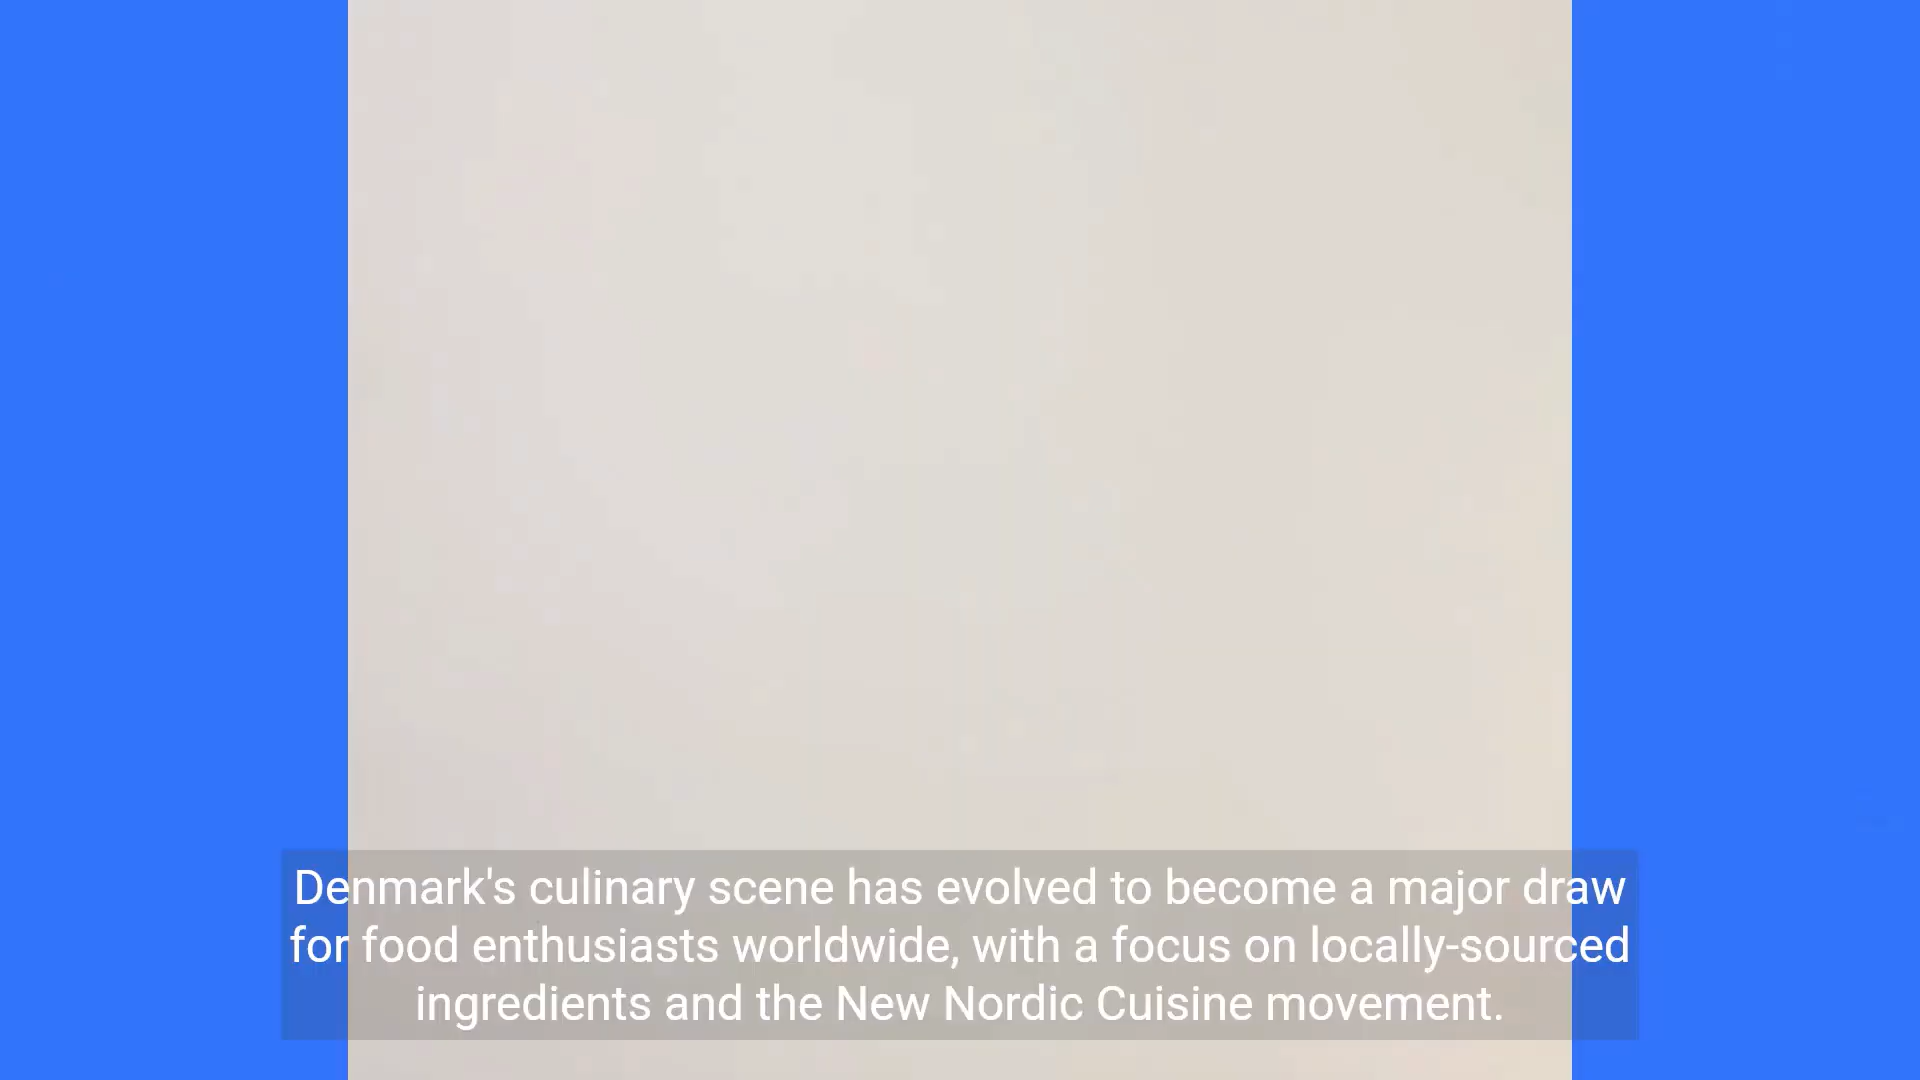 Denmark's culinary scene has evolved to become a major draw
for food enthusiasts worldwide, with a focus on locally-sourced
ingredients and the New Nordic Cuisine movement.